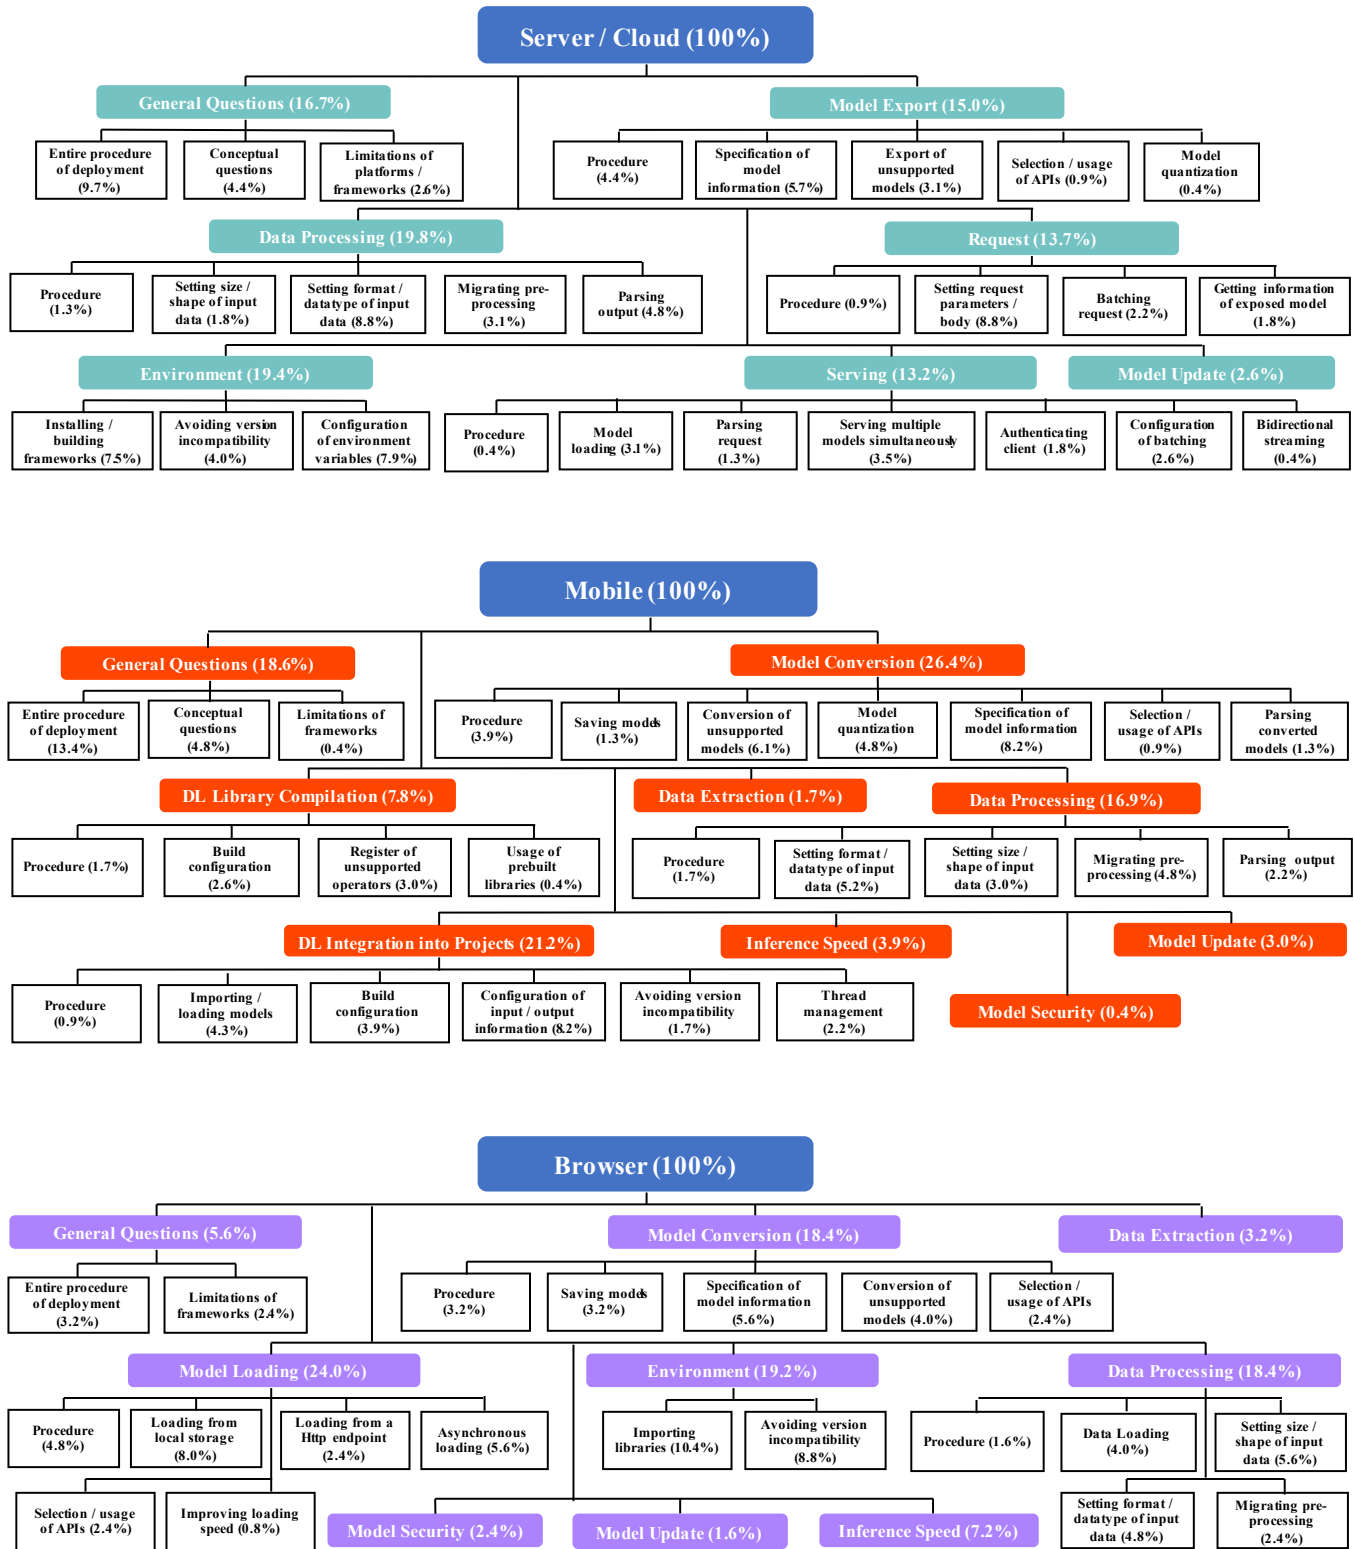 Server / Cloud (100%)
General Questions (16.7%)
Model Export (15.0%)
Entire procedure
of deployment
(9.7%)
Conceptual
questions
(4.4%)
Limitations of
platforms /
frameworks (2.6%)
Procedure
(4.4%)
Specification of
model
information (5.7%)
Export of
unsupported
models (3.1%)
Selection / usage
of APIs (0.9%)
Model
quantization
(0.4%)
Data Processing (19.8%)
Request (13.7%)
Procedure
(1.3%)
Setting size /
shape of input
data (1.8%)
Setting format /
datatype of input
data (8.8%)
Migrating pre-
processing
(3.1%)
Parsing
output (4.8%)
Procedure (0.9%)
Setting request
parameters /
body (8.8%)
Batching
request (2.2%)
Getting information
of exposed model
(1.8%)
Environment (19.4%)
Serving (13.2%)
Model Update (2.6%)
Installing /
building
frameworks (7.5%)
Avoiding version
incompatibility
(4.0%)
Configuration
of environment
variables (7.9%)
Procedure
(0.4%)
Model
loading (3.1%)
Parsing
request
(1.3%)
Serving multiple
models simultaneously
(3.5%)
Authenticating
client (1.8%)
Configuration
of batching
(2.6%)
Bidirectional
streaming
(0.4%)
Mobile (100%)
General Questions (18.6%)
Model Conversion (26.4%)
Entire procedure
of deployment
(13.4%)
Conceptual
questions
(4.8%)
Limitations of
frameworks
(0.4%)
Procedure
(3.9%)
Saving models
(1.3%)
Conversion of
unsupported
models (6.1%)
Model
quantization
(4.8%)
Specification of
model information
(8.2%)
Selection /
usage of APIs
(0.9%)
Parsing
converted
models (1.3%)
DL Library Compilation (7.8%)
Data Extraction (1.7%)
Data Processing (16.9%)
Procedure (1.7%)
Build
configuration
(2.6%)
Register of
unsupported
operators (3.0%)
Usage of
prebuilt
libraries (0.4%)
Procedure
(1.7%)
Setting format /
datatype of input
data (5.2%)
Setting size /
shape of input
data (3.0%)
Migrating pre-
processing (4.8%)
Parsing output
(2.2%)
DL Integration into Projects (21.2%)
Inference Speed (3.9%)
Model Update (3.0%)
Procedure
(0.9%)
Importing /
loading models
(4.3%)
Build
configuration
(3.9%)
Configuration of
input / output
information (8.2%)
Avoiding version
incompatibility
(1.7%)
Thread
management
(2.2%)
Model Security (0.4%)
Browser (100%)
General Questions (5.6%)
Model Conversion (18.4%)
Data Extraction (3.2%)
Entire procedure
of deployment
(3.2%)
Limitations of
frameworks (2.4%)
Procedure
(3.2%)
Saving models
(3.2%)
Specification of
model information
(5.6%)
Conversion of
unsupported
models (4.0%)
Selection /
usage of APIs
(2.4%)
Model Loading (24.0%)
Environment (19.2%)
Data Processing (18.4%)
Procedure
(4.8%)
Loading from
local storage
(8.0%)
Loading from a
Http endpoint
(2.4%)
Asynchronous
loading (5.6%)
Importing
libraries (10.4%)
Avoiding version
incompatibility
(8.8%)
Procedure (1.6%)
Data Loading
(4.0%)
Setting size /
shape of input
data (5.6%)
Selection / usage
of APIs (2.4%)
Improving loading
speed (0.8%)
Model Security (2.4%)
Model Update (1.6%)
Inference Speed (7.2%)
Setting format /
datatype of input
data (4.8%)
Migrating pre-
processing
(2.4%)